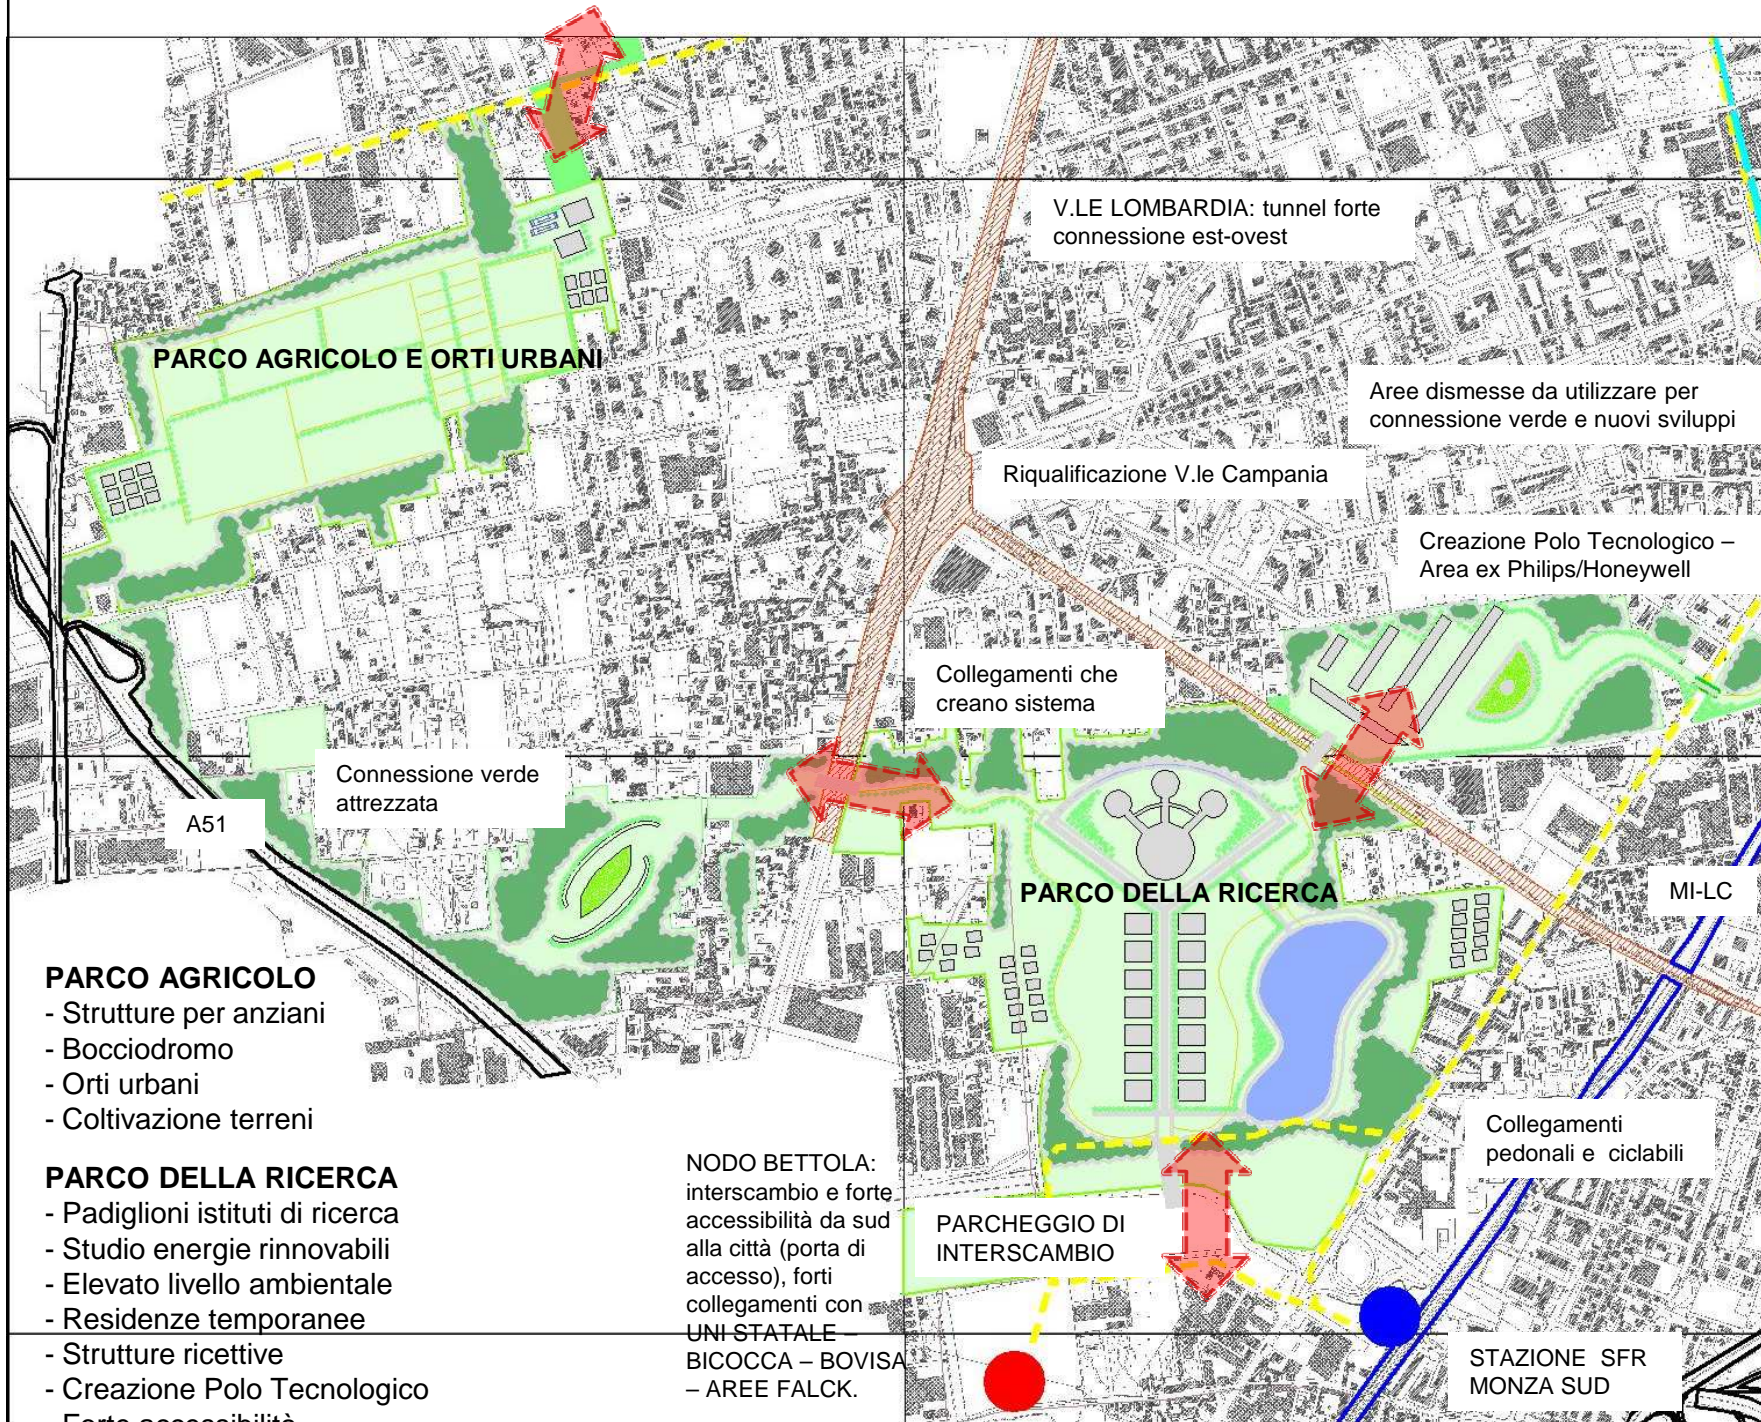 V.LE LOMBARDIA: tunnel forte
connessione est-ovest
PARCO AGRICOLO E ORTI URBANI
Aree dismesse da utilizzare per
connessione verde e nuovi sviluppi
Riqualificazione V.le Campania
Creazione Polo Tecnologico –
Area ex Philips/Honeywell
Collegamenti che
creano sistema
Connessione verde
attrezzata
A51
PARCO DELLA RICERCA
MI-LC
PARCO AGRICOLO
- Strutture per anziani
- Bocciodromo
- Orti urbani
- Coltivazione terreni
PARCO DELLA RICERCA
- Padiglioni istituti di ricerca
- Studio energie rinnovabili
- Elevato livello ambientale
- Residenze temporanee
- Strutture ricettive
- Creazione Polo Tecnologico
- Forte accessibilità
NODO BETTOLA:
interscambio e forte
accessibilità da sud
alla città (porta di
accesso), forti
collegamenti con
UNI STATALE –
BICOCCA – BOVISA
– AREE FALCK.
PARCHEGGIO DI
INTERSCAMBIO
Collegamenti
pedonali e ciclabili
STAZIONE SFR
MONZA SUD